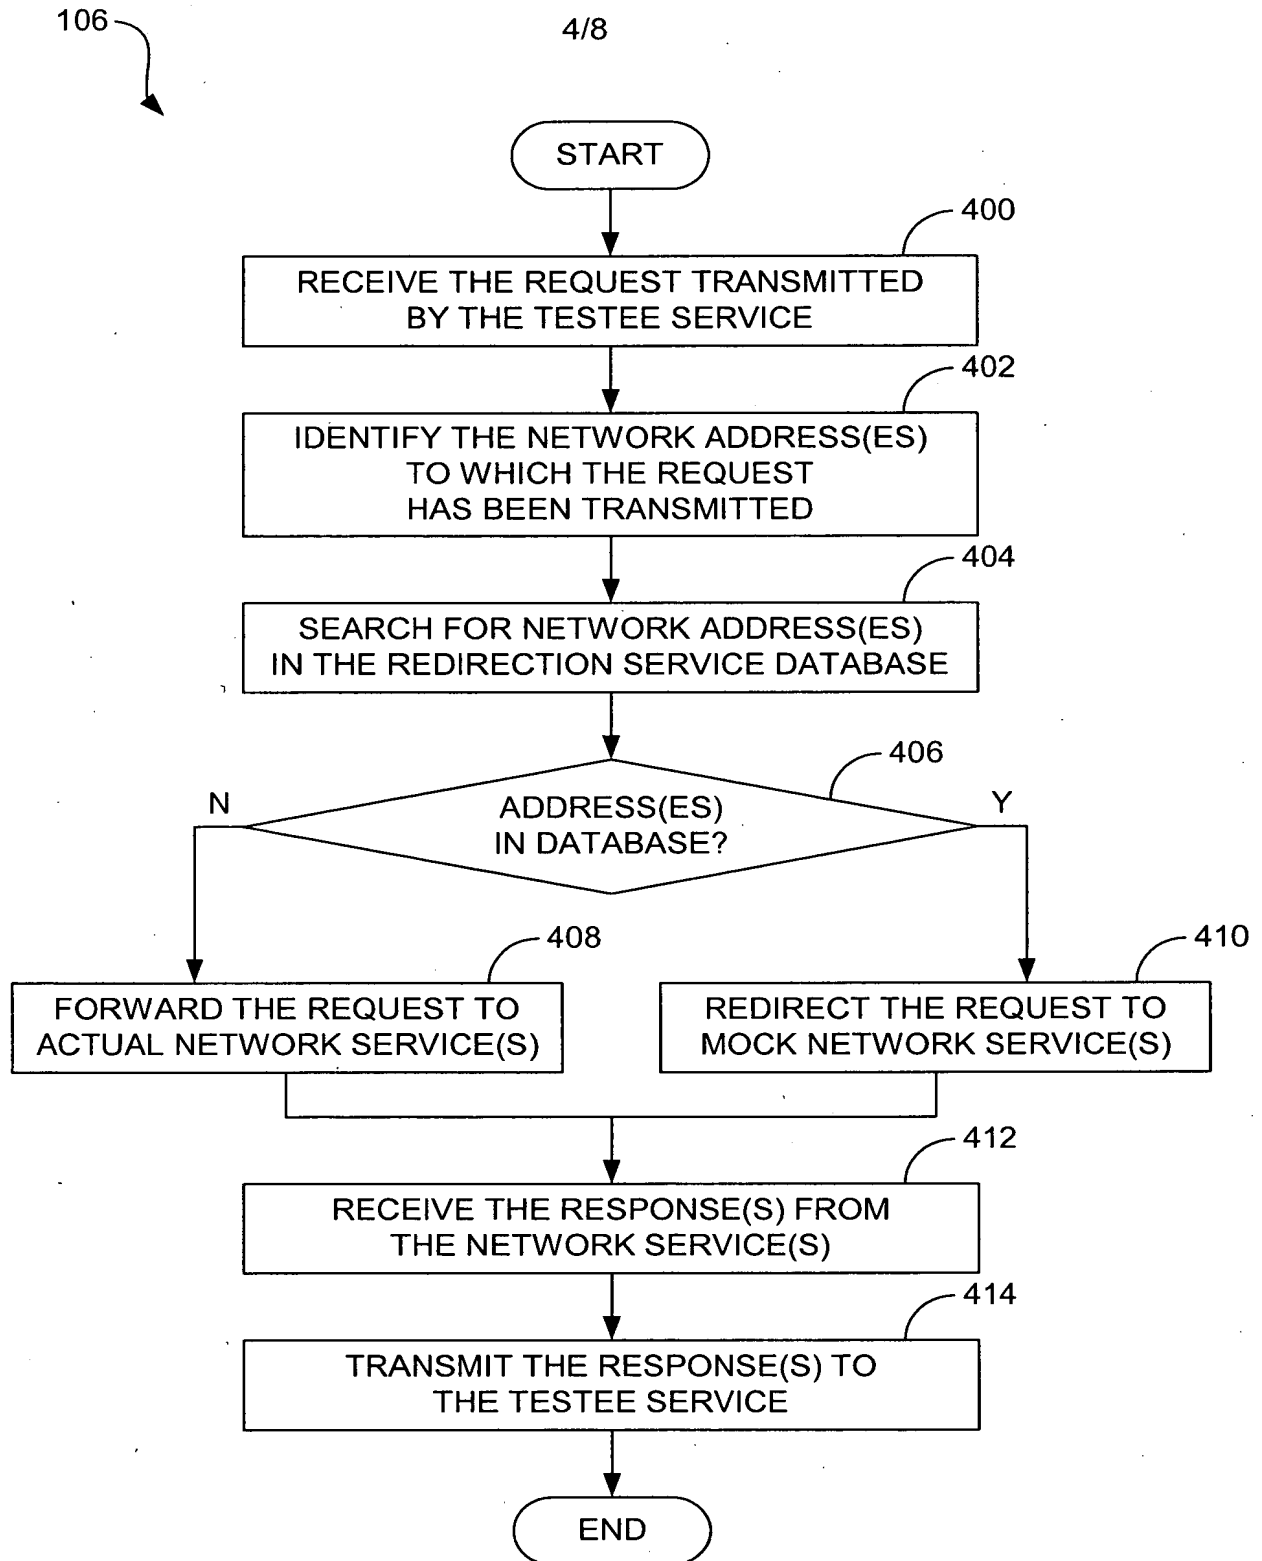 106
4/8
START
400
RECEIVE THE REQUEST TRANSMITTED
BY THE TESTEE SERVICE
402
IDENTIFY THE NETWORK ADDRESS(ES)
TO WHICH THE REQUEST
HAS BEEN TRANSMITTED
404
SEARCH FOR NETWORK ADDRESS(ES)
IN THE REDIRECTION SERVICE DATABASE
406
N
ADDRESS(ES)
IN DATABASE?
Y
408
FORWARD THE REQUEST TO
ACTUAL NETWORK SERVICE(S)
410
REDIRECT THE REQUEST TO
MOCK NETWORK SERVICE(S)
412
RECEIVE THE RESPONSE(S) FROM
THE NETWORK SERVICE(S)
414
TRANSMIT THE RESPONSE(S) TO
THE TESTEE SERVICE
END